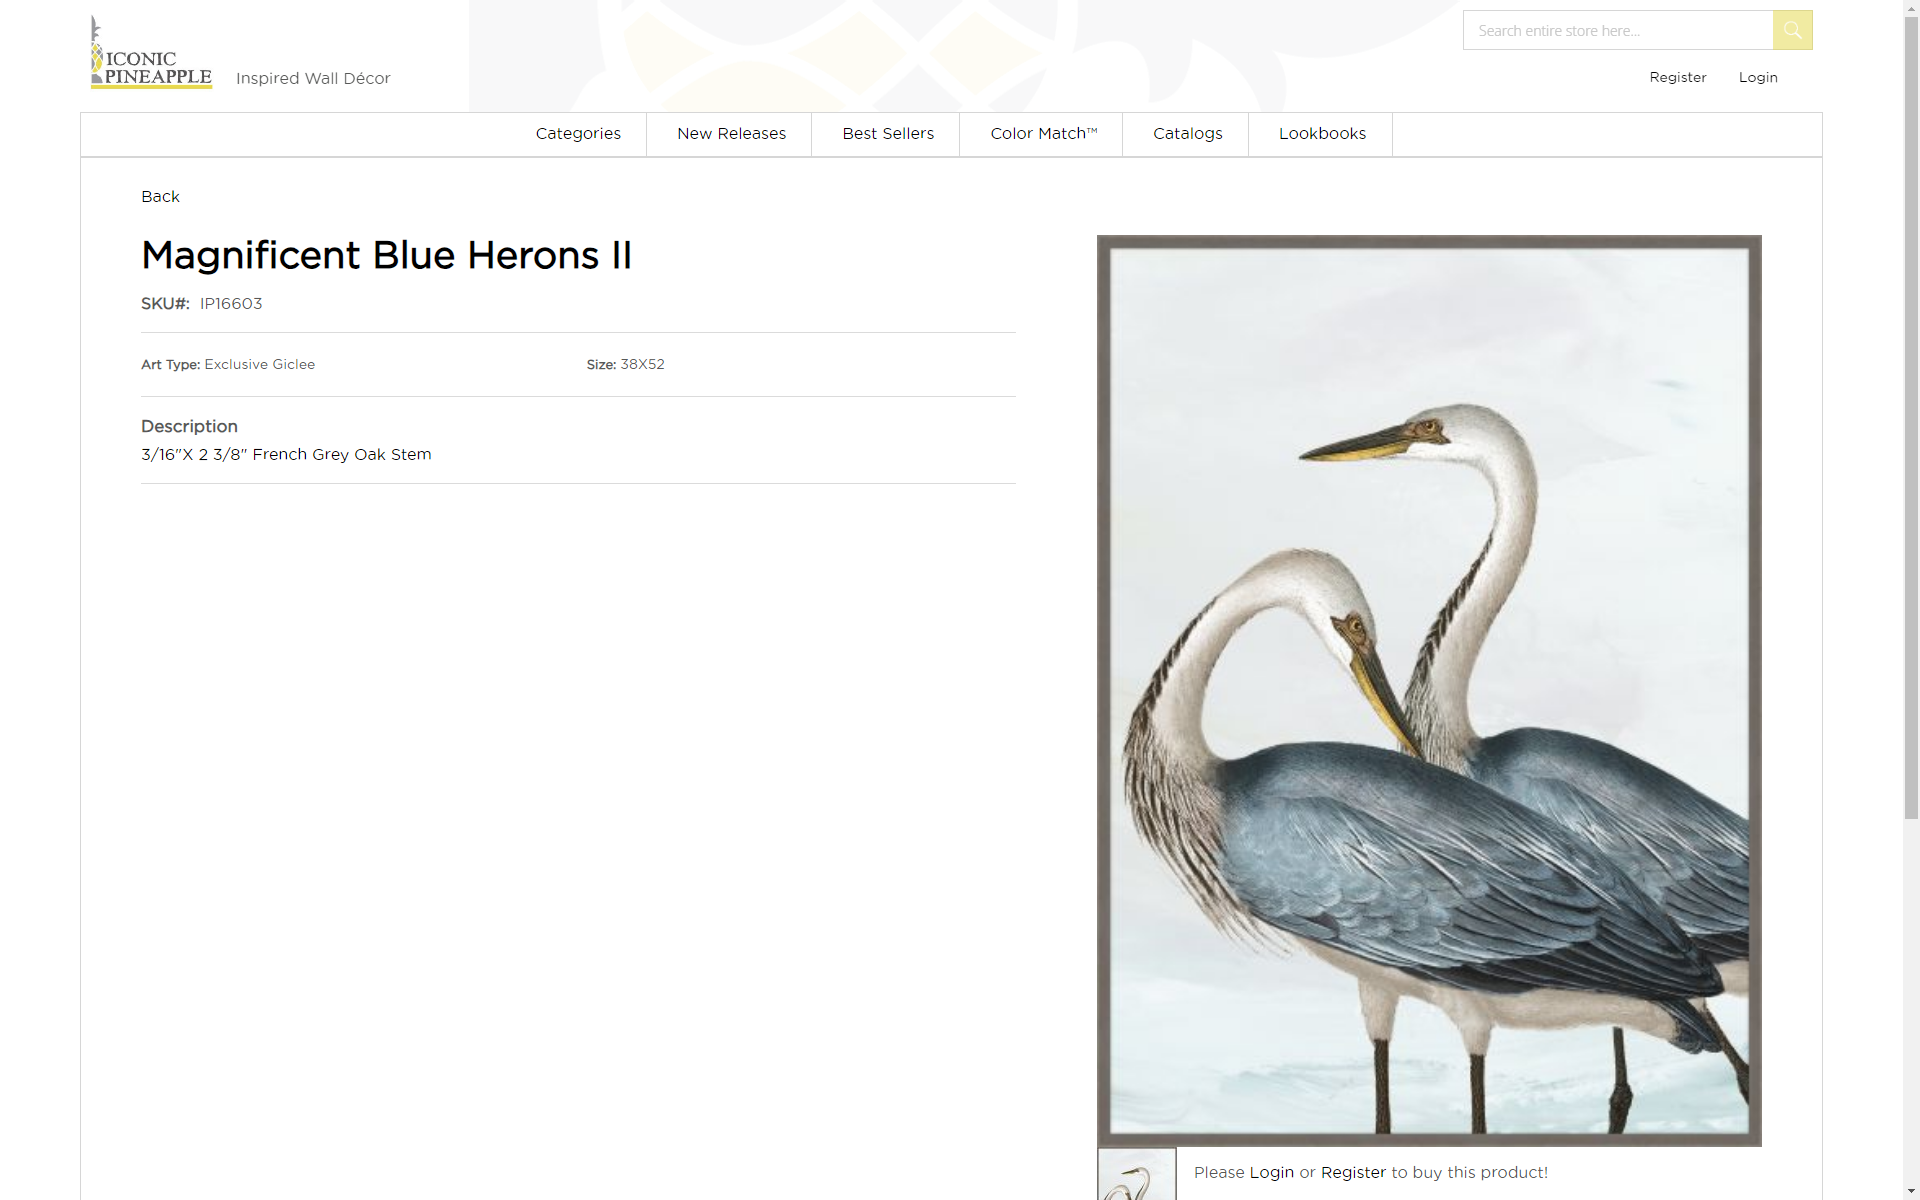 ICONIC
PINEAPPLE
Inspired Wall Décor
Search entire store here...
Register
Login
Categories
New Releases
Best Sellers
Color Match™
Catalogs
Lookbooks
Back
Magnificent Blue Herons II
SKU#: IP16603
Art Type: Exclusive Giclee
Size: 38X52
Description
3/16"X 2 3/8" French Grey Oak Stem
Please Login or Register to buy this product!